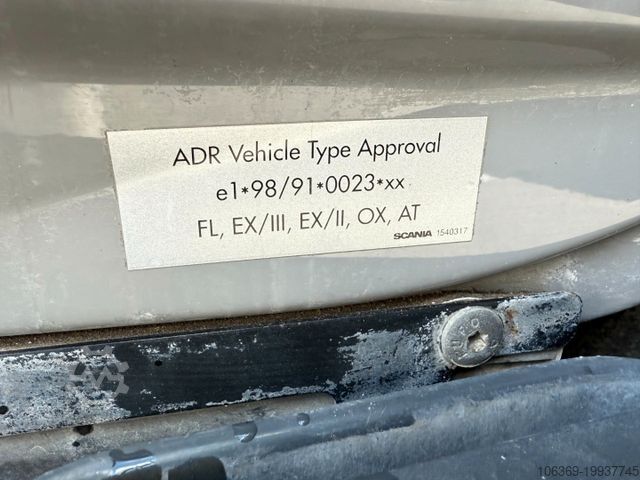 ADR Vehicle Type Approval
e1*98/91*0023*xx
FL, EX/III, EX/II, OX, AT
SCANIA 1540317
106369-19937745